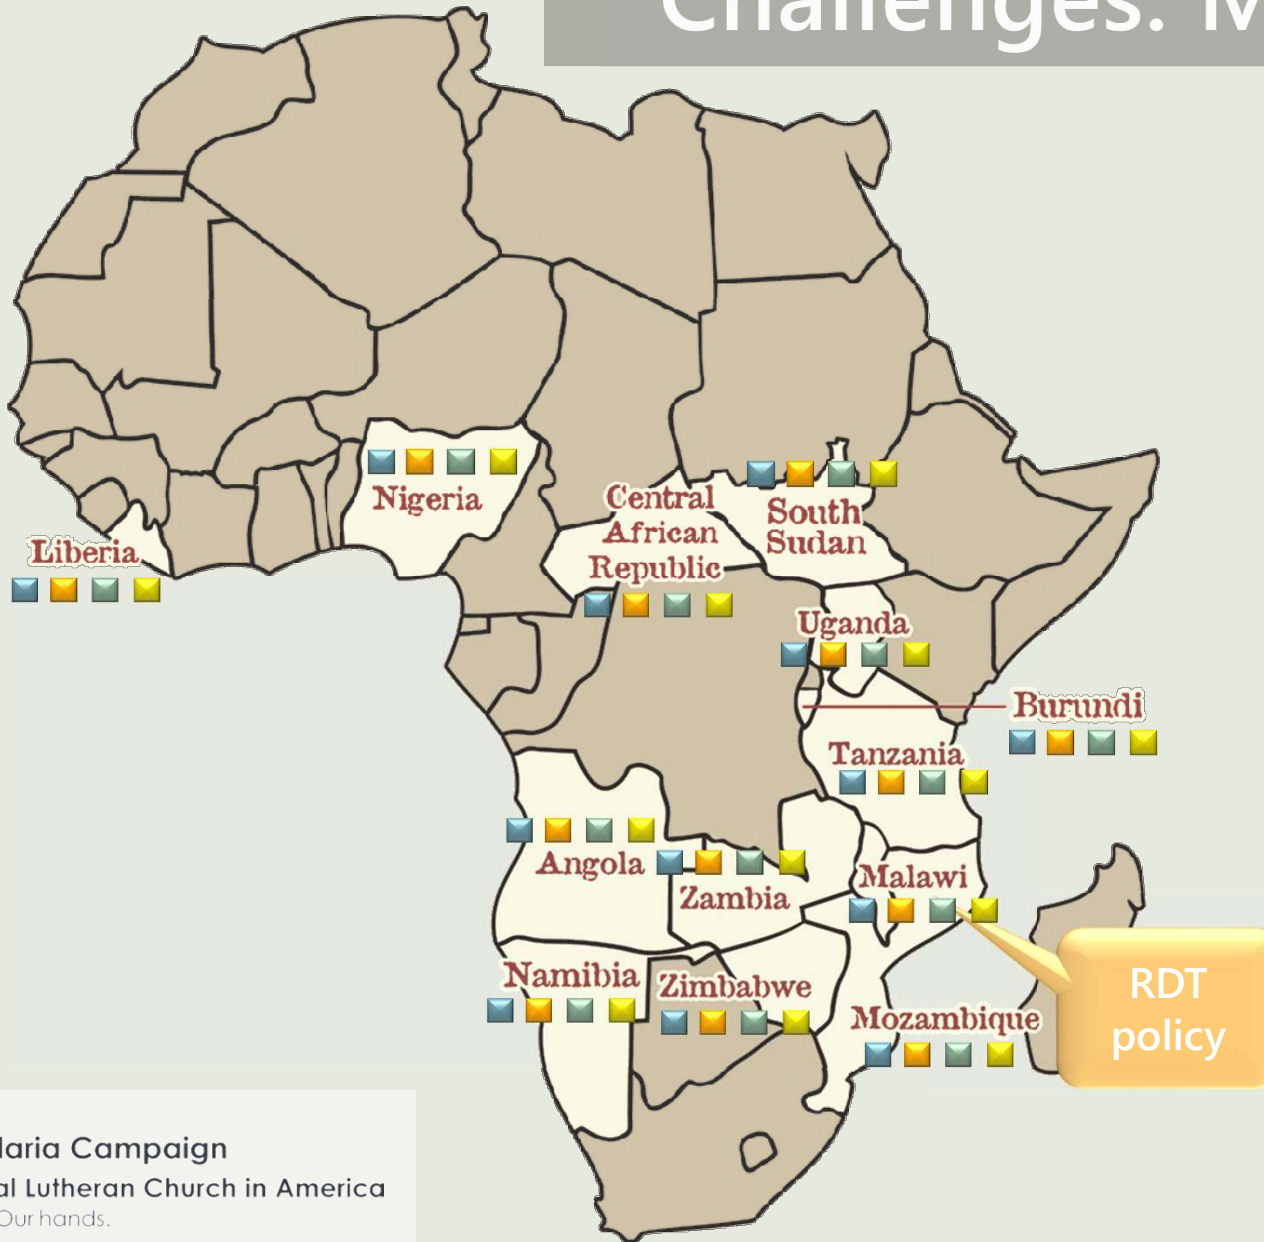 Challenges: M
Nigeria
Central
African
Republic
South
Sudan
Liberia
Uganda
Burundi
Tanzania
Angola
Zambia
Malawi
Namibia
Zimbabwe
Mozambique
RDT
policy
laria Campaign
al Lutheran Church in America
Our hands.